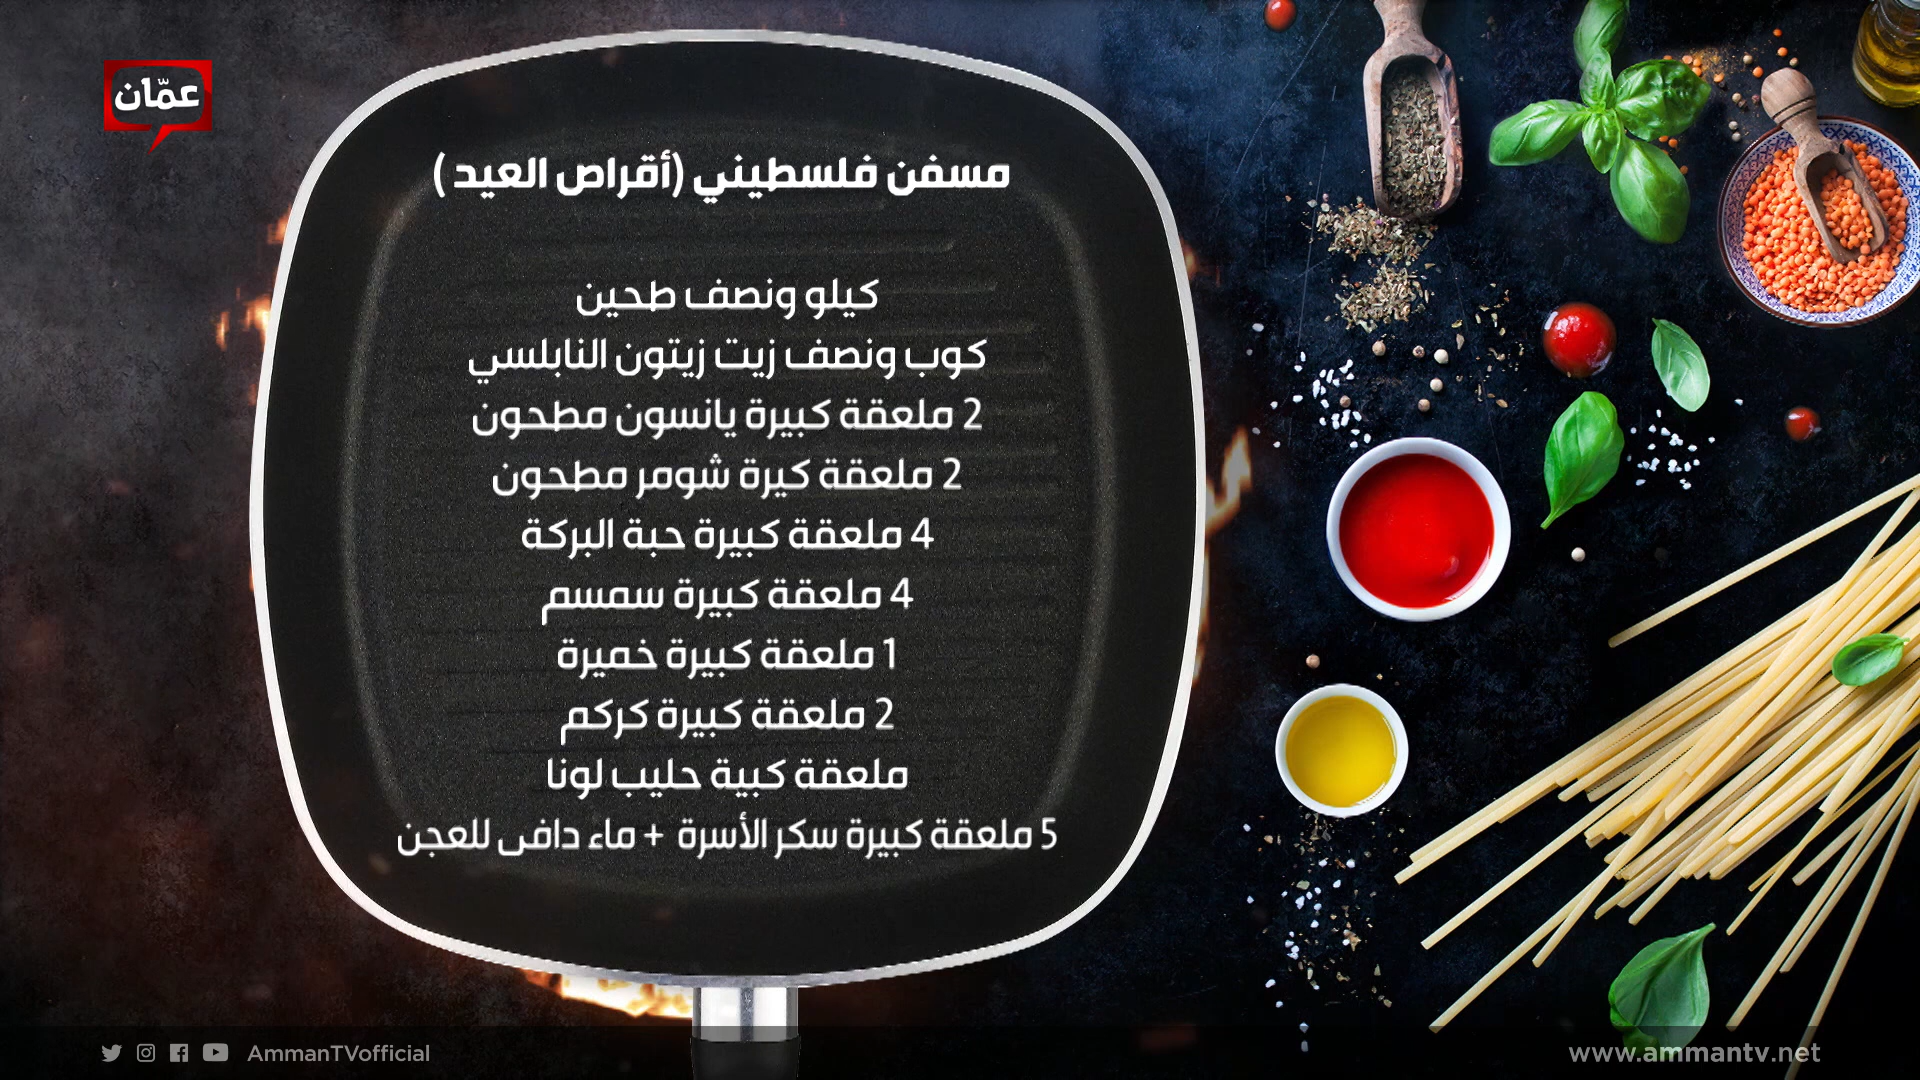 عمّان
مسفن فلسطيني (أقراص العيد )
كيلو ونصف طحين
كوب ونصف زيت زيتون النابلسي
2 ملعقة كبيرة يانسون مطحون
2 ملعقة كيرة شومر مطحون
4 ملعقة كبيرة حبة البركة
4 ملعقة كبيرة سمسم
1 ملعقة كبيرة خميرة
2 ملعقة كبيرة كركم
ملعقة كبية حليب لونا
5 ملعقة كبيرة سكر الأسرة + ماء دافى للعجن
AmmanTVofficial
www.ammantv.net